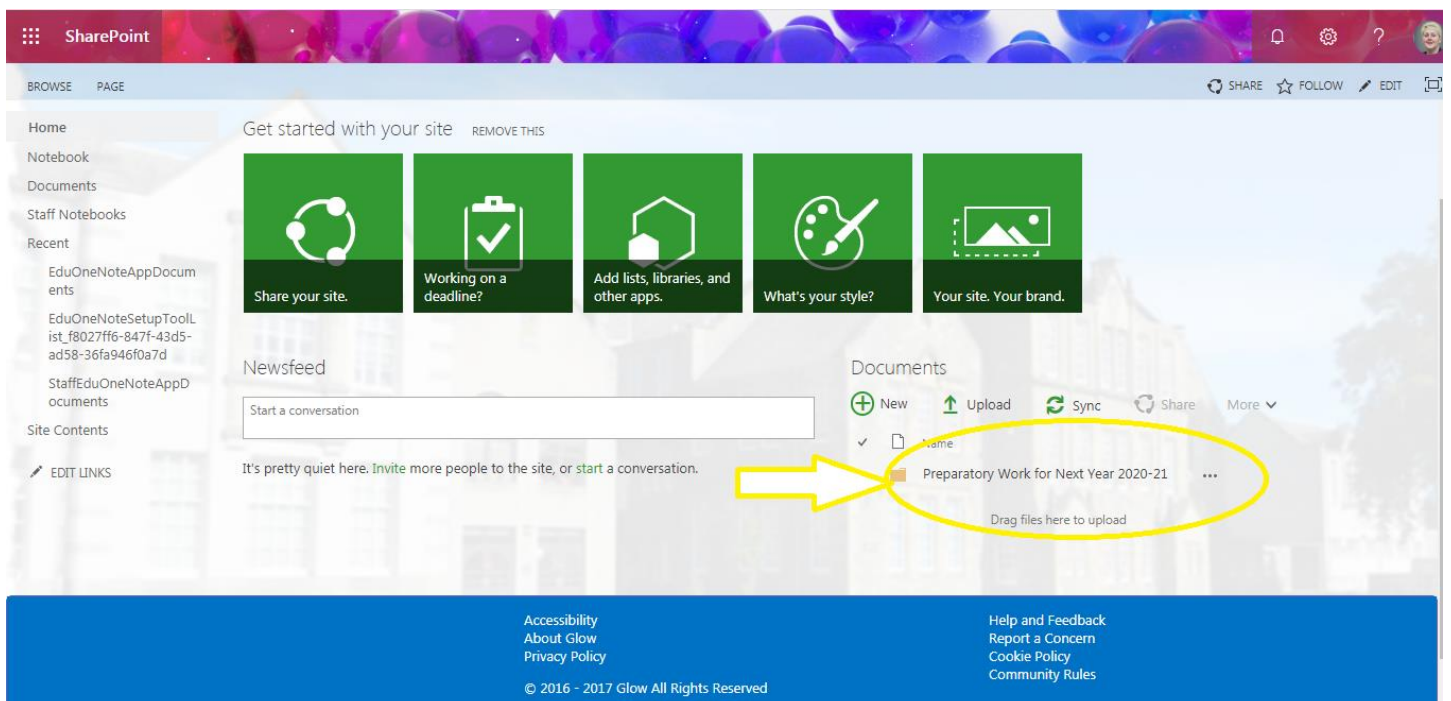 SharePoint
?
BROWSE PAGE
SHARE FOLLOW EDIT
Home
Notebook
Documents
Staff Notebooks
Recent
EduOneNoteAppDocum
ents
EduOneNoteSetupToolL
ist_f8027ff6-847f-43d5-
ad58-36fa946f0a7d
StaffEduOneNoteAppD
ocuments
Site Contents
EDIT LINKS
Get started with your site REMOVE THIS
Share your site.
Working on a
deadline?
Add lists, libraries, and
other apps.
What's your style?
Your site. Your brand.
Newsfeed
Start a conversation
It's pretty quiet here. Invite more people to the site, or start a conversation.
Documents
New Upload Sync Share More
Name
Preparatory Work for Next Year 2020-21 ...
Drag files here to upload
Accessibility
About Glow
Privacy Policy
© 2016 - 2017 Glow All Rights Reserved
Help and Feedback
Report a Concern
Cookie Policy
Community Rules